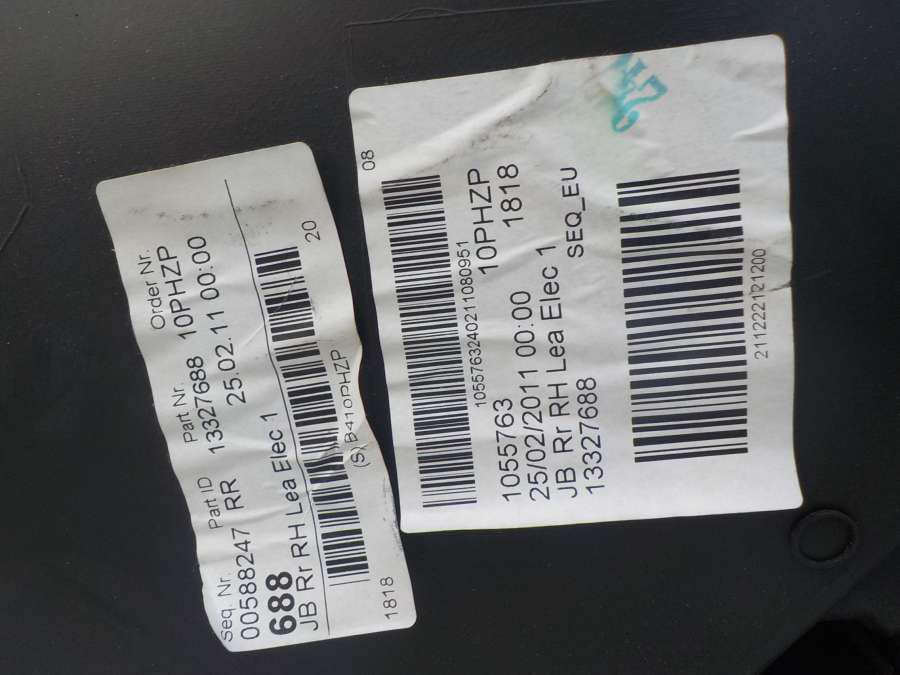 Seq. Nr. Part ID Part Nr. Order Nr.
00588247 RR 13327688 10PHZP
688 25.02.11 00:00
JB Rr RH Lea Elec 1
(S) B410PHZP
1818 20
08
1055763240211080951
1055763 10PHZP
25/02/2011 00:00 1818
JB Rr RH Lea Elec 1
13327688 SEQ_EU
211222121200